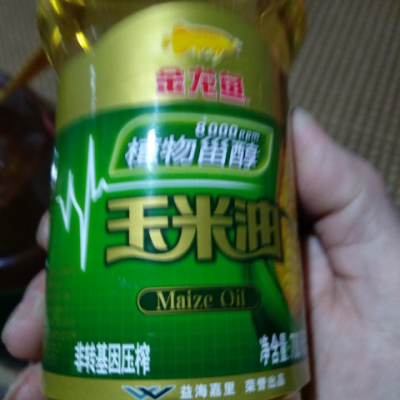 金龙鱼
8000ppm
植物甾醇
玉米油
Maize Oil
非转基因压榨
净含量
益海嘉里 荣誉出品